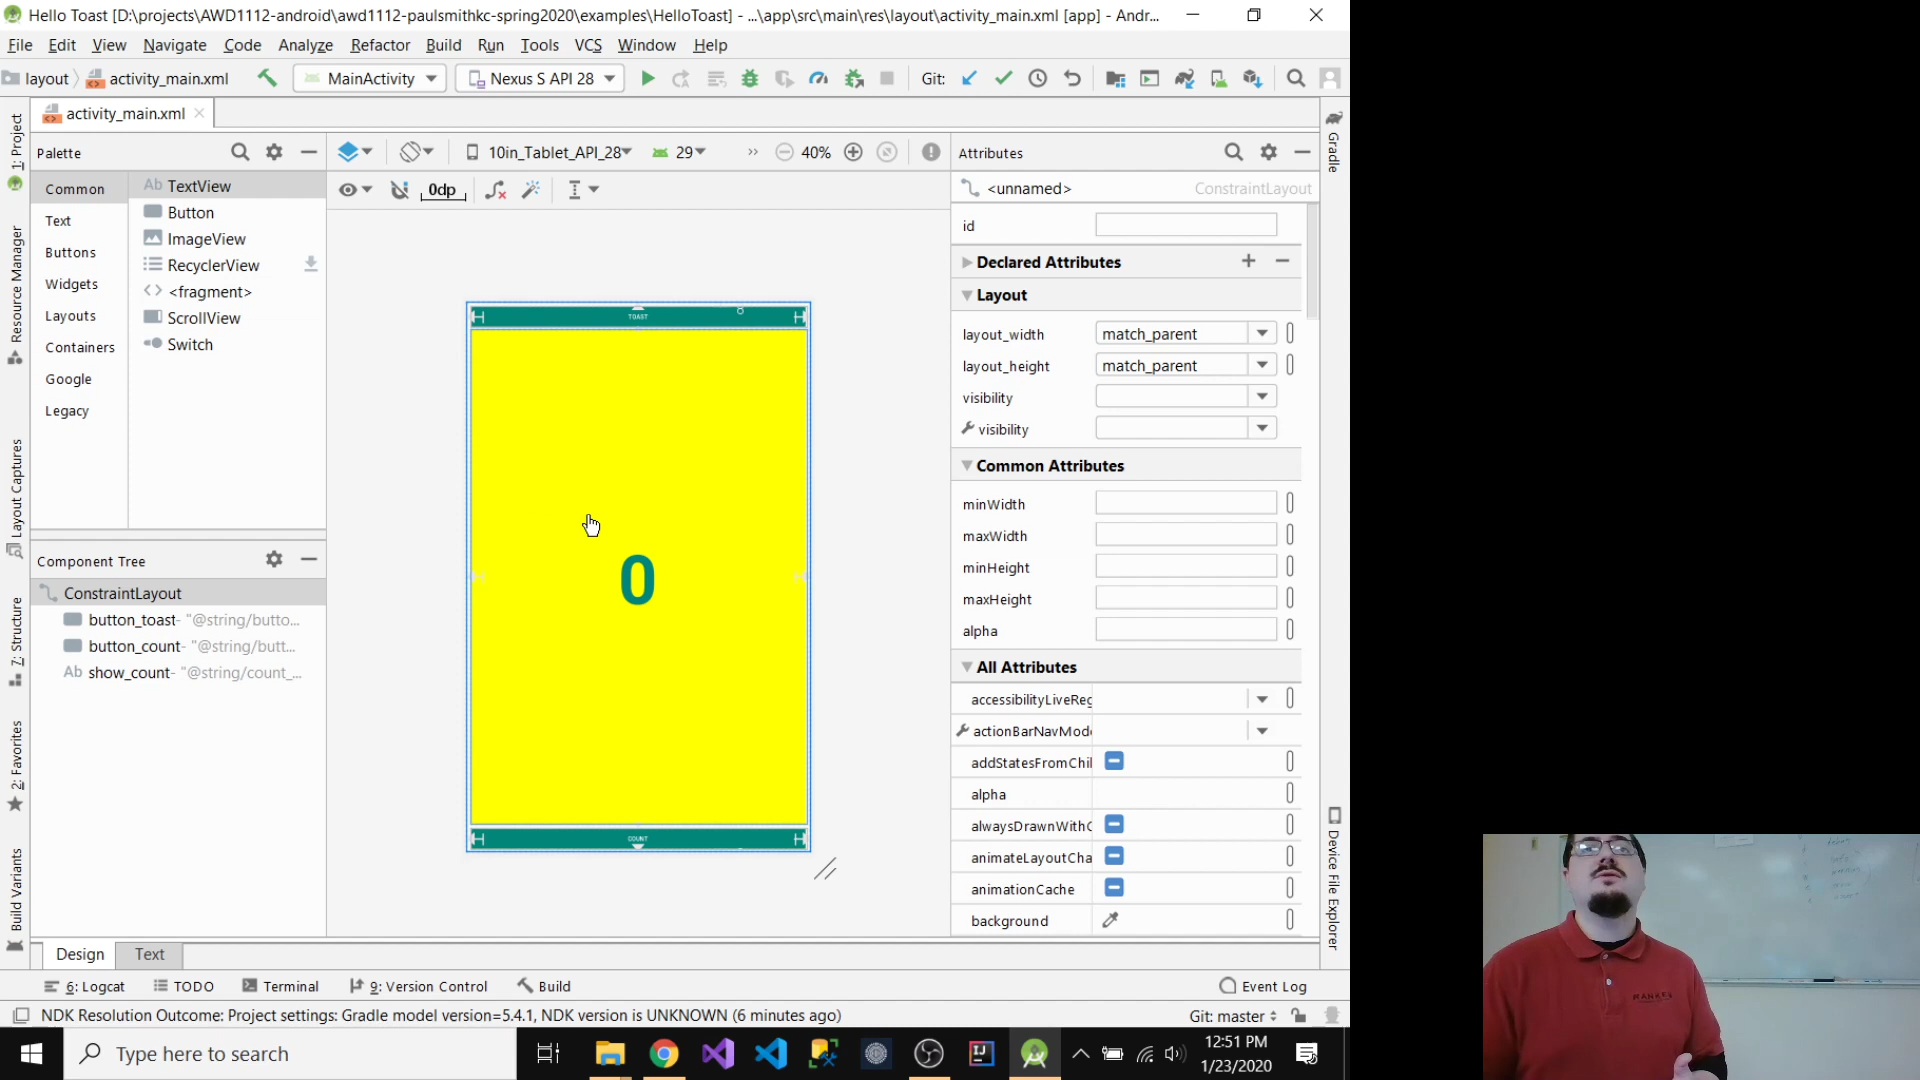 Hello Toast [D:\projects\AWD1112-android\awd1112-paulsmithkc-spring2020\examples\HelloToast] - ...\app\src\main\res\layout\activity_main.xml [app] - Andr...
File Edit View Navigate Code Analyze Refactor Build Run Tools VCS Window Help
layout activity_main.xml MainActivity Nexus S API 28 Git:
activity_main.xml
Palette
Common
Text
Buttons
Widgets
Layouts
Containers
Google
Legacy
Ab TextView
Button
ImageView
RecyclerView
<fragment>
ScrollView
Switch
10in_Tablet_API_28 29 » 40%
0dp
TOAST
0
COUNT
Component Tree
ConstraintLayout
button_toast- "@string/butto...
button_count- "@string/butt...
Ab show_count- "@string/count_...
Attributes
<unnamed> ConstraintLayout
id
Declared Attributes
Layout
layout_width match_parent
layout_height match_parent
visibility
visibility
Common Attributes
minWidth
maxWidth
minHeight
maxHeight
alpha
All Attributes
accessibilityLiveReg
actionBarNavMod
addStatesFromChil
alpha
alwaysDrawnWithC
animateLayoutCha
animationCache
background
1: Project
Resource Manager
Layout Captures
7: Structure
2: Favorites
Build Variants
Gradle
Device File Explorer
Design Text
6: Logcat TODO Terminal 9: Version Control Build Event Log
NDK Resolution Outcome: Project settings: Gradle model version=5.4.1, NDK version is UNKNOWN (6 minutes ago) Git: master
Type here to search
12:51 PM
1/23/2020